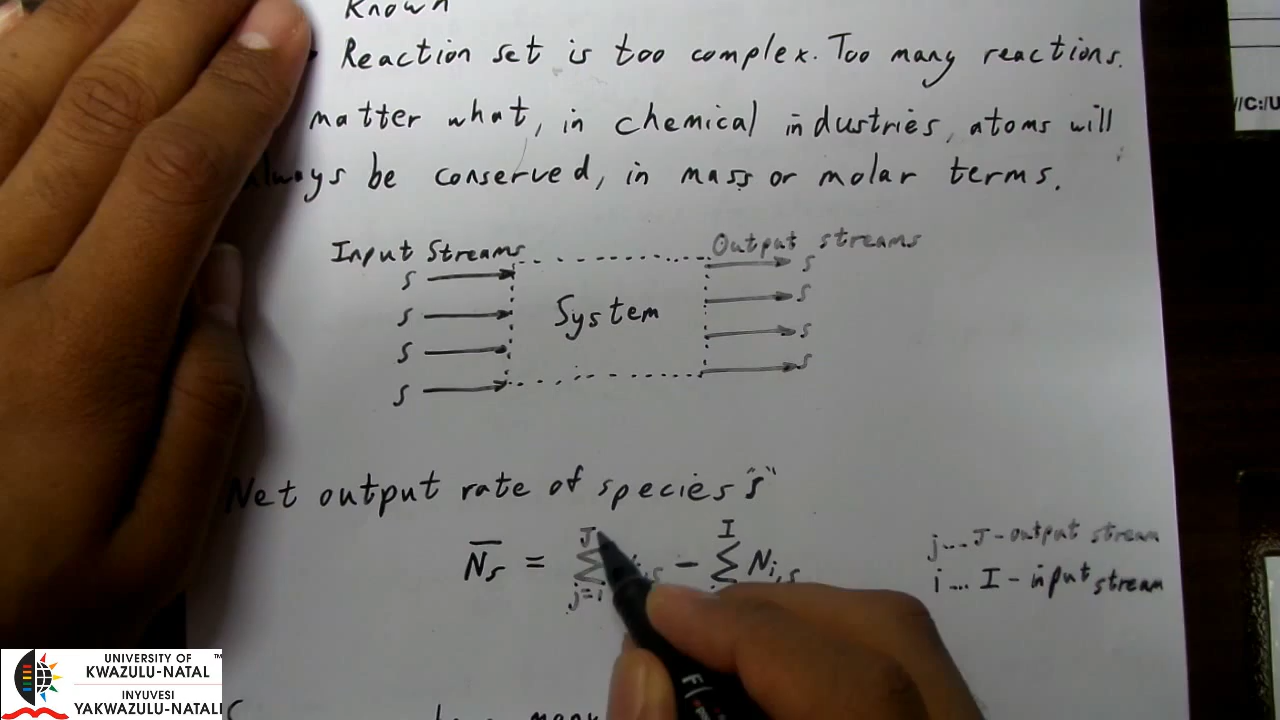 Known
Reaction set is too complex. Too many reactions.
matter what, in chemical industries, atoms will
always be conserved, in mass or molar terms.
Input Streams
Output streams
s s
s s
s System s
s s
Net output rate of species "s"
N̅s = Σ J j=i ,s − Σ I Ni,s
j.... J - output stream
i .... I - input stream
many
//C:/U
UNIVERSITY OF ™
KWAZULU-NATAL
INYUVESI
YAKWAZULU-NATALI